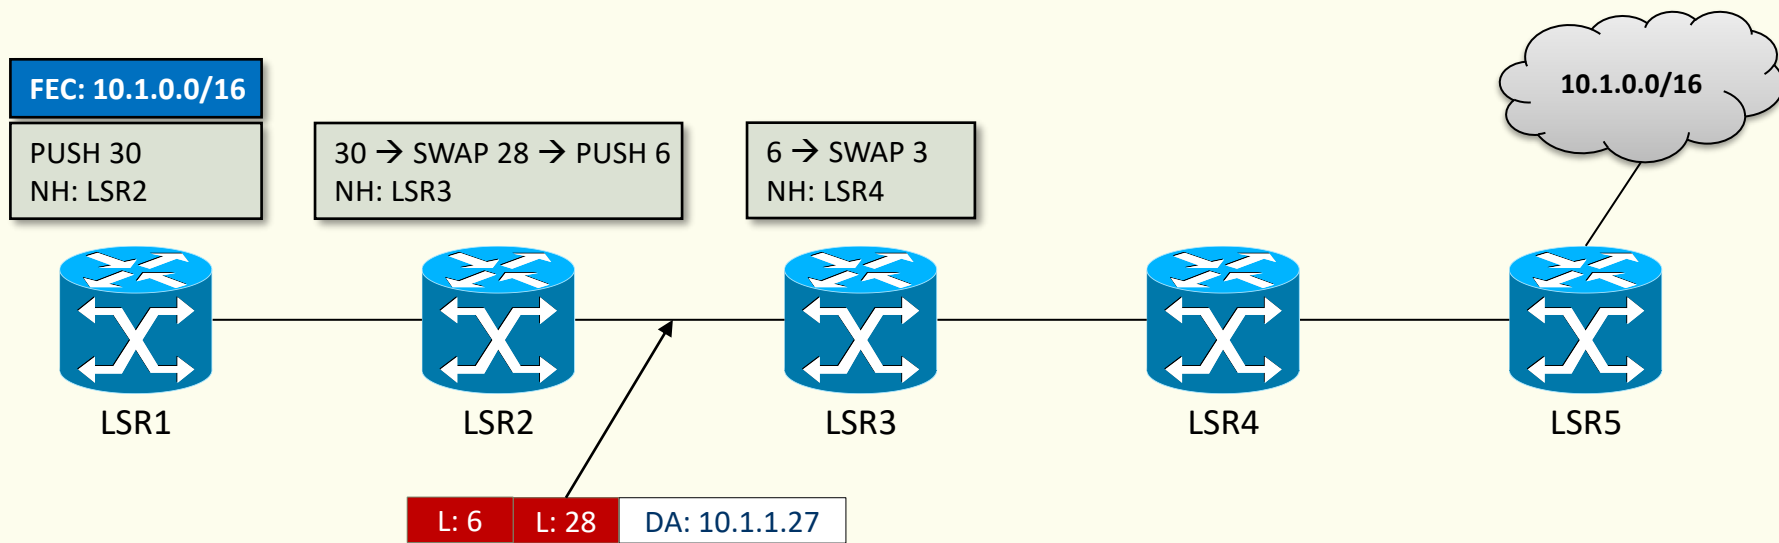 FEC: 10.1.0.0/16
PUSH 30
NH: LSR2
30 → SWAP 28 → PUSH 6
NH: LSR3
6 → SWAP 3
NH: LSR4
10.1.0.0/16
LSR1
LSR2
LSR3
LSR4
LSR5
L: 6
L: 28
DA: 10.1.1.27